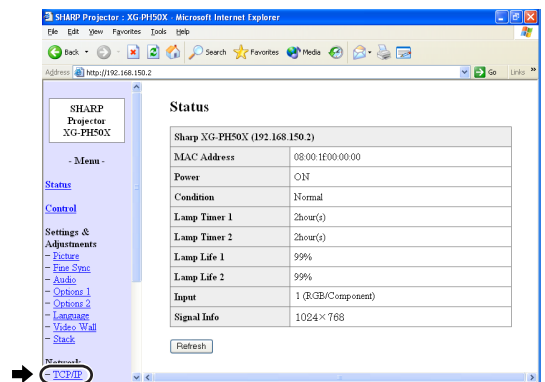 SHARP Projector : XG-PH50X - Microsoft Internet Explorer
File Edit View Favorites Tools Help
Back Search Favorites Media
Address http://192.168.150.2 Go Links »
SHARP
Projector
XG-PH50X
- Menu -
Status
Control
Settings &
Adjustments
– Picture
– Fine Sync
– Audio
– Options 1
– Options 2
– Language
– Video Wall
– Stack
Network
– TCP/IP
Status
Sharp XG-PH50X (192.168.150.2)
MAC Address 08:00:1f:00:00:00
Power ON
Condition Normal
Lamp Timer 1 2hour(s)
Lamp Timer 2 2hour(s)
Lamp Life 1 99%
Lamp Life 2 99%
Input 1 (RGB/Component)
Signal Info 1024×768
Refresh